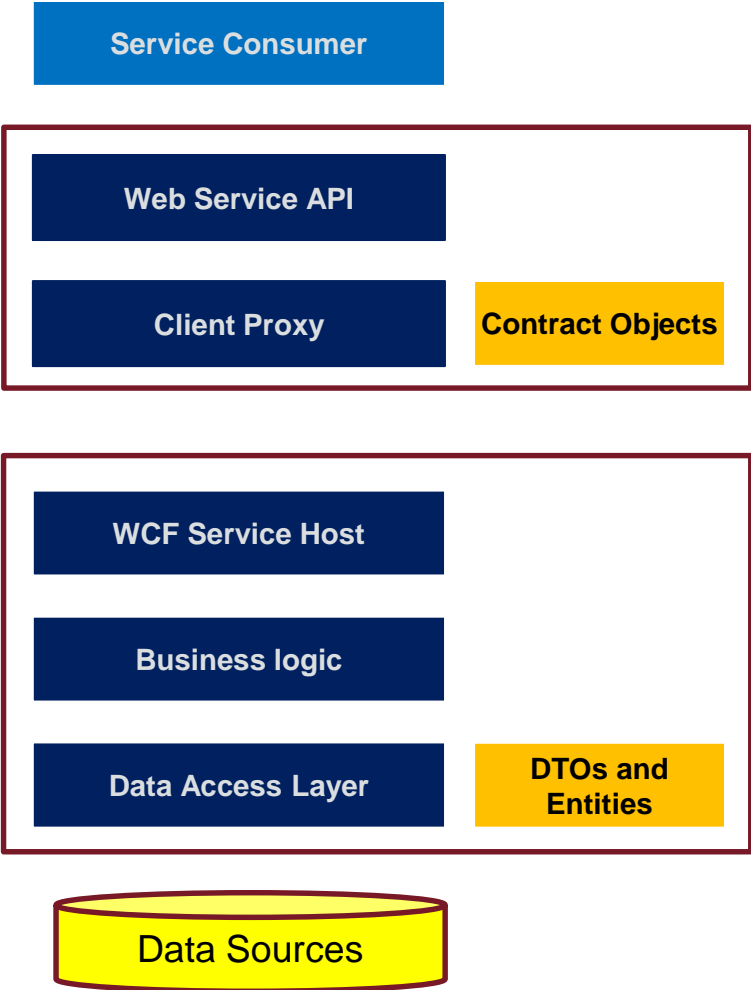 Service Consumer
Web Service API
Client Proxy
Contract Objects
WCF Service Host
Business logic
Data Access Layer
DTOs and
Entities
Data Sources